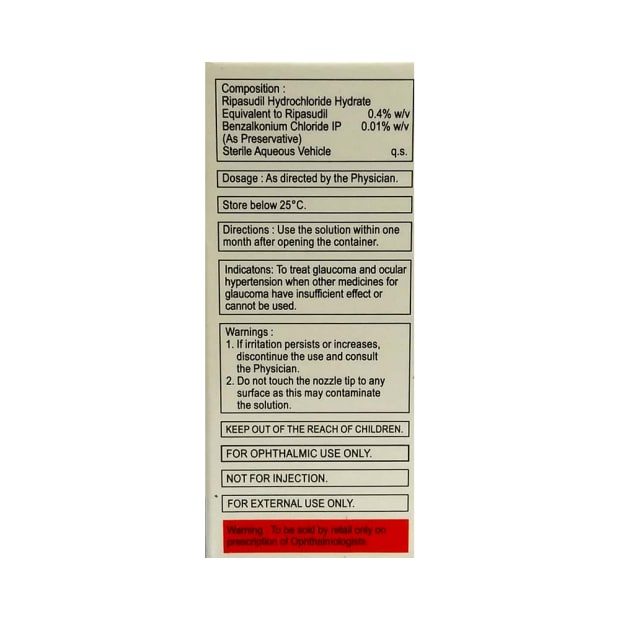 Composition :
Ripasudil Hydrochloride Hydrate
Equivalent to Ripasudil 0.4% w/v
Benzalkonium Chloride IP 0.01% w/v
(As Preservative)
Sterile Aqueous Vehicle q.s.
Dosage : As directed by the Physician.
Store below 25°C.
Directions : Use the solution within one
month after opening the container.
Indicatons: To treat glaucoma and ocular
hypertension when other medicines for
glaucoma have insufficient effect or
cannot be used.
Warnings :
1. If irritation persists or increases,
discontinue the use and consult
the Physician.
2. Do not touch the nozzle tip to any
surface as this may contaminate
the solution.
KEEP OUT OF THE REACH OF CHILDREN.
FOR OPHTHALMIC USE ONLY.
NOT FOR INJECTION.
FOR EXTERNAL USE ONLY.
Warning : To be sold by retail only on
prescription of Ophthalmologists.